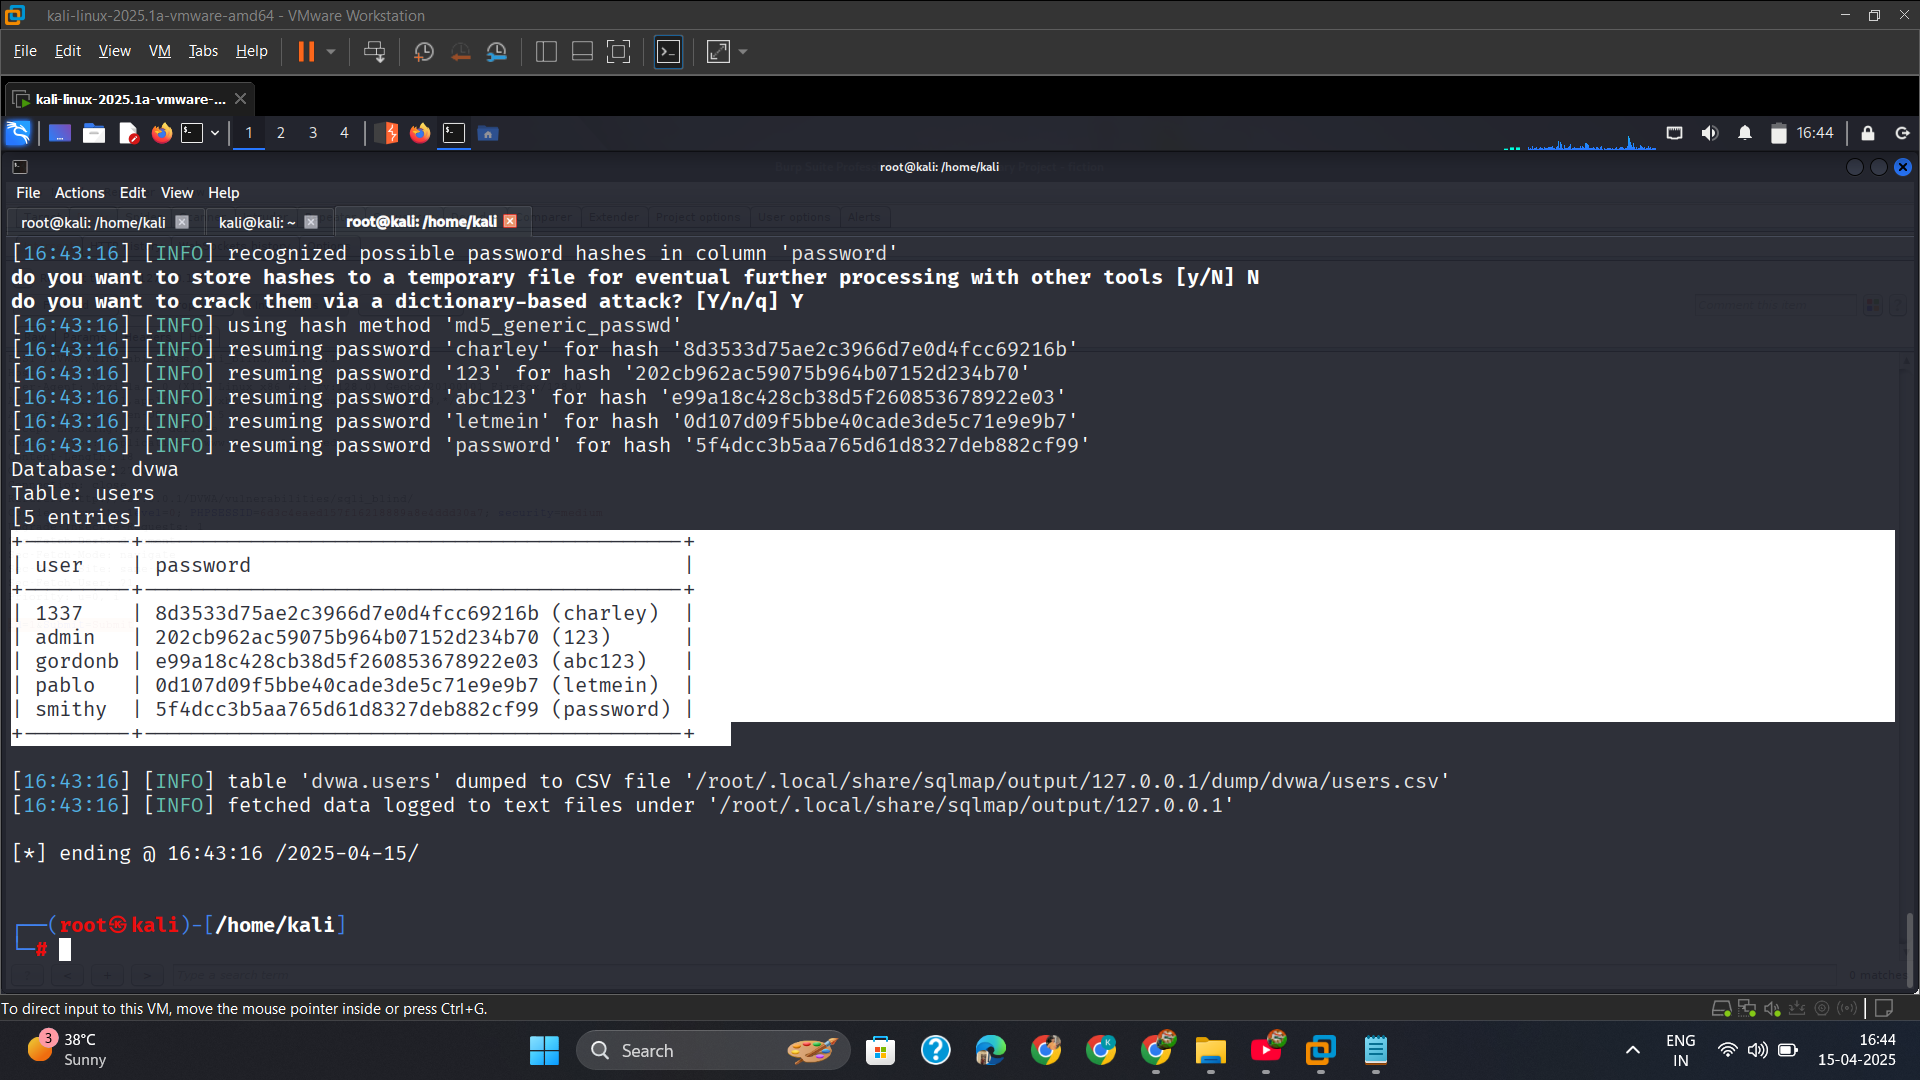 kali-linux-2025.1a-vmware-amd64 - VMware Workstation
File Edit View VM Tabs Help
kali-linux-2025.1a-vmware-...
1 2 3 4 16:44
root@kali: /home/kali
File Actions Edit View Help
root@kali: /home/kali kali@kali: ~ root@kali: /home/kali
[16:43:16] [INFO] recognized possible password hashes in column 'password'
do you want to store hashes to a temporary file for eventual further processing with other tools [y/N] N
do you want to crack them via a dictionary-based attack? [Y/n/q] Y
[16:43:16] [INFO] using hash method 'md5_generic_passwd'
[16:43:16] [INFO] resuming password 'charley' for hash '8d3533d75ae2c3966d7e0d4fcc69216b'
[16:43:16] [INFO] resuming password '123' for hash '202cb962ac59075b964b07152d234b70'
[16:43:16] [INFO] resuming password 'abc123' for hash 'e99a18c428cb38d5f260853678922e03'
[16:43:16] [INFO] resuming password 'letmein' for hash '0d107d09f5bbe40cade3de5c71e9e9b7'
[16:43:16] [INFO] resuming password 'password' for hash '5f4dcc3b5aa765d61d8327deb882cf99'
Database: dvwa
Table: users
[5 entries]
| user | password |
| 1337 | 8d3533d75ae2c3966d7e0d4fcc69216b (charley) |
| admin | 202cb962ac59075b964b07152d234b70 (123) |
| gordonb | e99a18c428cb38d5f260853678922e03 (abc123) |
| pablo | 0d107d09f5bbe40cade3de5c71e9e9b7 (letmein) |
| smithy | 5f4dcc3b5aa765d61d8327deb882cf99 (password) |
[16:43:16] [INFO] table 'dvwa.users' dumped to CSV file '/root/.local/share/sqlmap/output/127.0.0.1/dump/dvwa/users.csv'
[16:43:16] [INFO] fetched data logged to text files under '/root/.local/share/sqlmap/output/127.0.0.1'
[*] ending @ 16:43:16 /2025-04-15/
(root㉿kali)-[/home/kali]
#
To direct input to this VM, move the mouse pointer inside or press Ctrl+G.
3 38°C
Sunny
Search
ENG
IN
16:44
15-04-2025